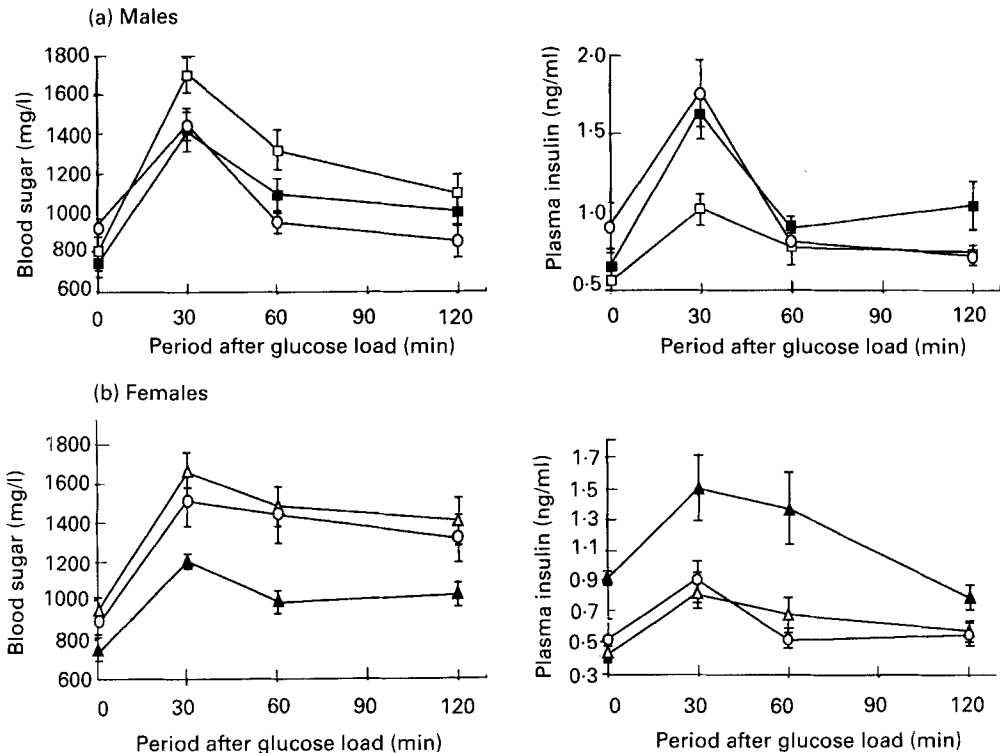 (a) Males
Blood sugar (mg/l)
1800
1600
1400
1200
1000
800
600
0 30 60 90 120
Period after glucose load (min)
Plasma insulin (ng/ml)
2·0
1·5
1·0
0·5
0 30 60 90 120
Period after glucose load (min)
(b) Females
Blood sugar (mg/l)
1800
1600
1400
1200
1000
800
600
0 30 60 90 120
Period after glucose load (min)
Plasma insulin (ng/ml)
1·7
1·5
1·3
1·1
0·9
0·7
0·5
0·3
0 30 60 90 120
Period after glucose load (min)